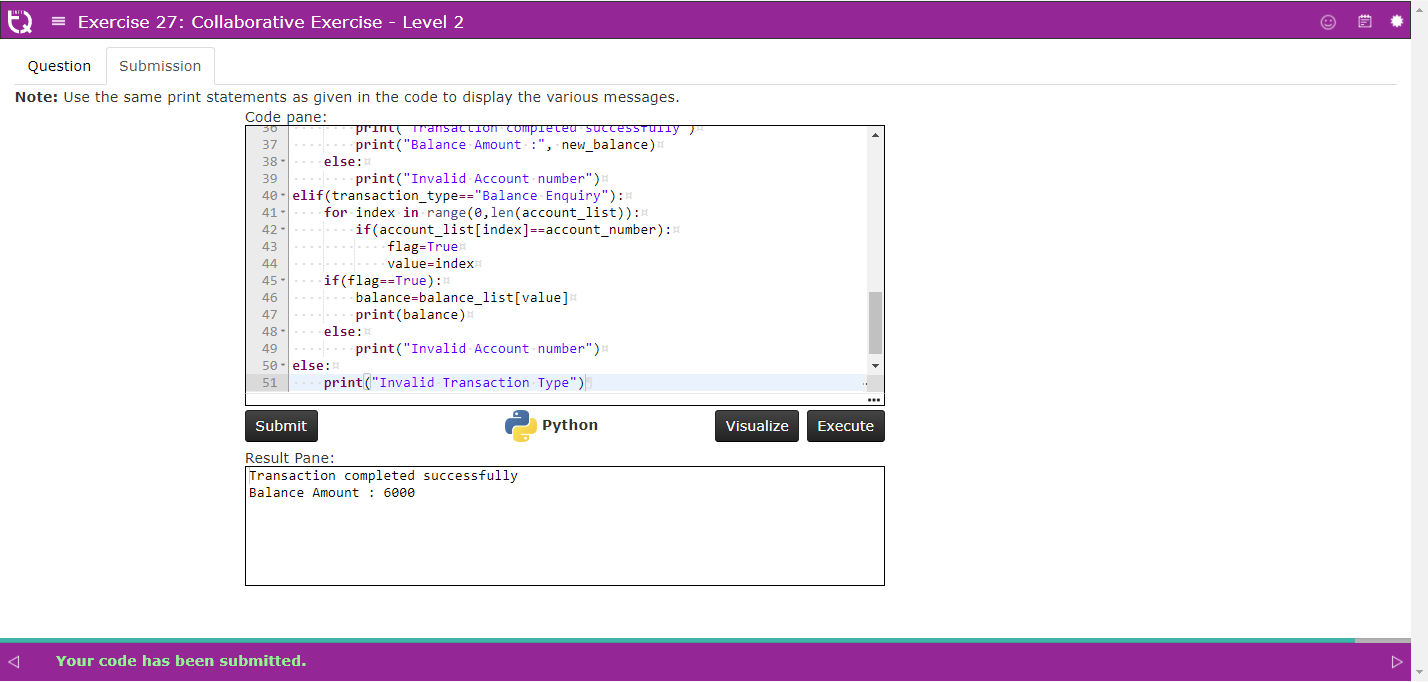 Exercise 27: Collaborative Exercise - Level 2
Question
Submission
Note: Use the same print statements as given in the code to display the various messages.
Code pane:
36 print("Transaction completed successfully")
37 print("Balance Amount :", new_balance)
38 else:
39 print("Invalid Account number")
40 elif(transaction_type=="Balance Enquiry"):
41 for index in range(0,len(account_list)):
42 if(account_list[index]==account_number):
43 flag=True
44 value=index
45 if(flag==True):
46 balance=balance_list[value]
47 print(balance)
48 else:
49 print("Invalid Account number")
50 else:
51 print("Invalid Transaction Type")
Submit
Python
Visualize
Execute
Result Pane:
Transaction completed successfully
Balance Amount : 6000
Your code has been submitted.